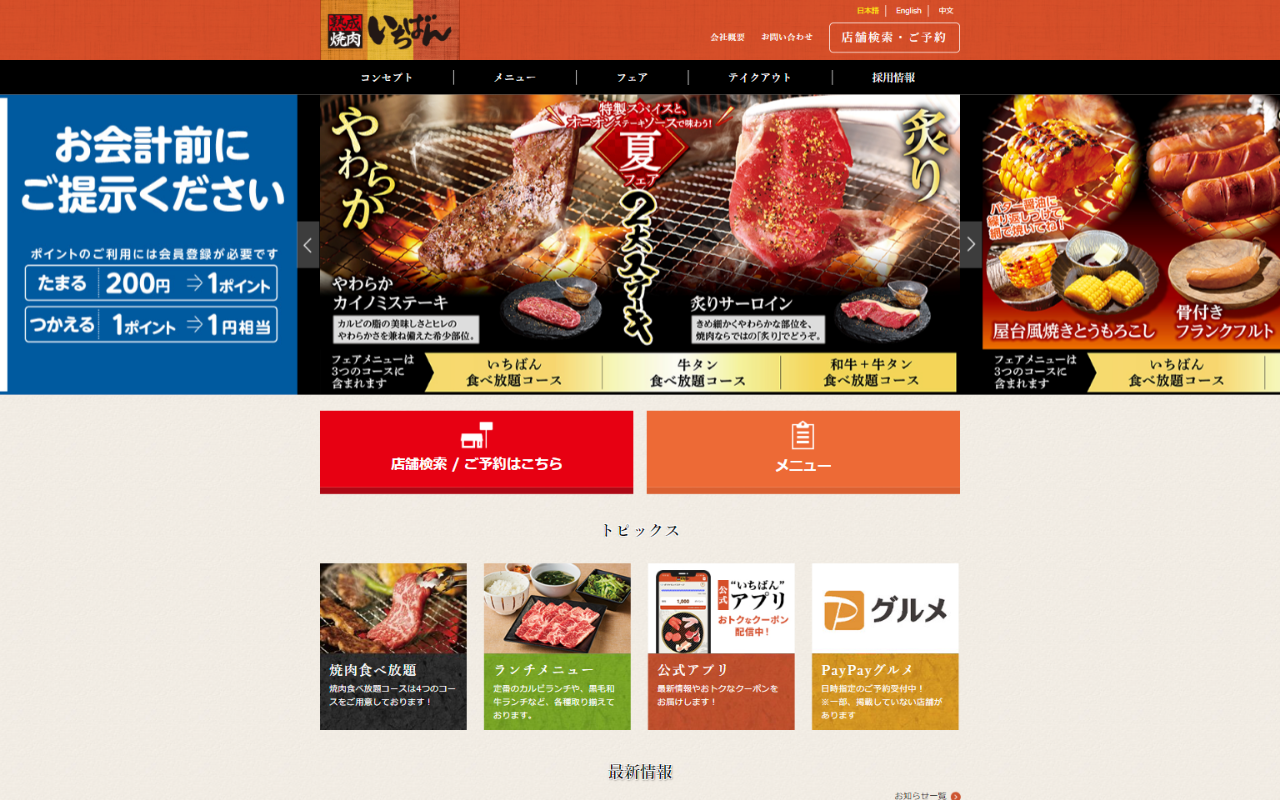 日本語
English
中文
熟成
焼肉
いちばん
会社概要
お問い合わせ
店舗検索・ご予約
コンセプト
メニュー
フェア
テイクアウト
採用情報
お会計前に
ご提示ください
ポイントのご利用には会員登録が必要です
たまる 200円 → 1ポイント
つかえる 1ポイント → 1円相当
特製スパイスと、
オニオンステーキソースで味わう!
夏
フェア
やわらか
炙り
2大ステーキ
やわらか
カイノミステーキ
カルビの脂の美味しさとヒレの
やわらかさを兼ね備えた希少部位。
炙りサーロイン
きめ細かくやわらかな部位を、
焼肉ならではの「炙り」でどうぞ。
フェアメニューは
3つのコースに
含まれます
いちばん
食べ放題コース
牛タン
食べ放題コース
和牛+牛タン
食べ放題コース
バター醤油に
繰り返しつけて
網で焼いてね!
屋台風焼きとうもろこし
骨付き
フランクフルト
フェアメニューは
3つのコースに
含まれます
いちばん
食べ放題コース
店舗検索 / ご予約はこちら
メニュー
トピックス
公式
“いちばん”
アプリ
おトクなクーポン
配信中!
グルメ
焼肉食べ放題
焼肉食べ放題コースは4つのコー
スをご用意しております!
ランチメニュー
定番のカルビランチや、黒毛和
牛ランチなど、各種取り揃えて
おります。
公式アプリ
最新情報やおトクなクーポンを
お届けします!
PayPayグルメ
日時指定のご予約受付中!
※一部、掲載していない店舗が
あります
最新情報
お知らせ一覧